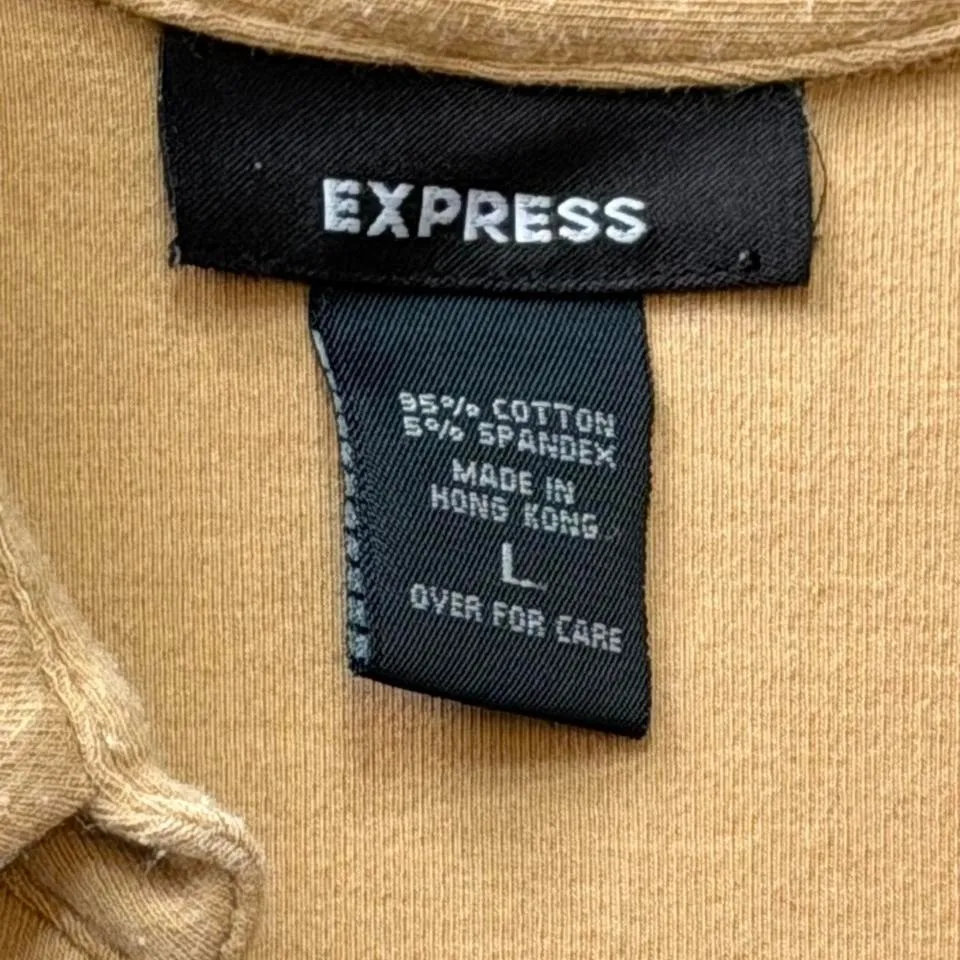 EXPRESS
95% COTTON
5% SPANDEX
MADE IN
HONG KONG
L
OVER FOR CARE